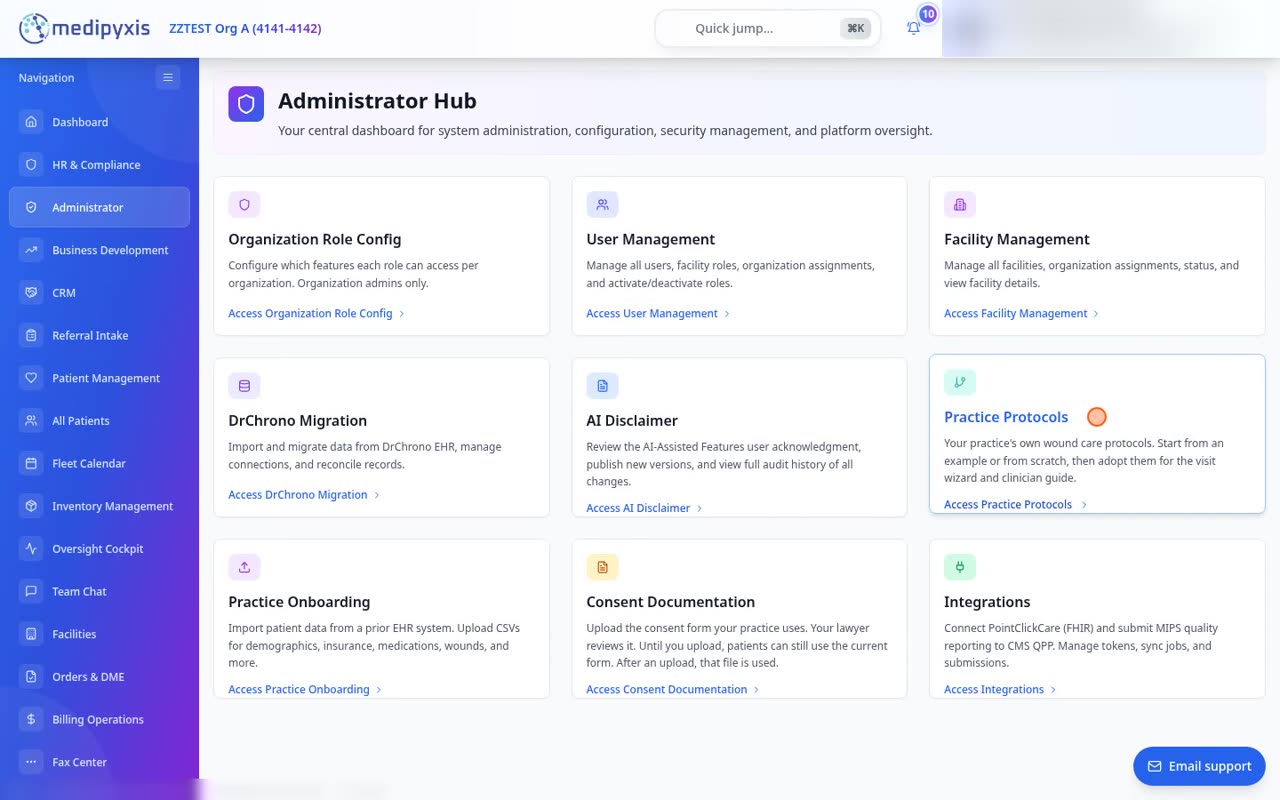 medipyxis
ZZTEST Org A (4141-4142)
Quick jump...
⌘K
10
Navigation
Dashboard
HR & Compliance
Administrator
Business Development
CRM
Referral Intake
Patient Management
All Patients
Fleet Calendar
Inventory Management
Oversight Cockpit
Team Chat
Facilities
Orders & DME
Billing Operations
Fax Center
Administrator Hub
Your central dashboard for system administration, configuration, security management, and platform oversight.
Organization Role Config
Configure which features each role can access per
organization. Organization admins only.
Access Organization Role Config
User Management
Manage all users, facility roles, organization assignments,
and activate/deactivate roles.
Access User Management
Facility Management
Manage all facilities, organization assignments, status, and
view facility details.
Access Facility Management
DrChrono Migration
Import and migrate data from DrChrono EHR, manage
connections, and reconcile records.
Access DrChrono Migration
AI Disclaimer
Review the AI-Assisted Features user acknowledgment,
publish new versions, and view full audit history of all
changes.
Access AI Disclaimer
Practice Protocols
Your practice's own wound care protocols. Start from an
example or from scratch, then adopt them for the visit
wizard and clinician guide.
Access Practice Protocols
Practice Onboarding
Import patient data from a prior EHR system. Upload CSVs
for demographics, insurance, medications, wounds, and
more.
Access Practice Onboarding
Consent Documentation
Upload the consent form your practice uses. Your lawyer
reviews it. Until you upload, patients can still use the current
form. After an upload, that file is used.
Access Consent Documentation
Integrations
Connect PointClickCare (FHIR) and submit MIPS quality
reporting to CMS QPP. Manage tokens, sync jobs, and
submissions.
Access Integrations
Email support